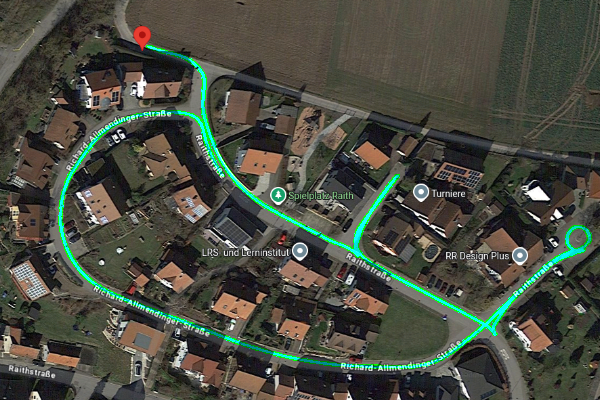 Richard-Allmendinger-Straße
Raithstraße
Spielplatz Raith
Turniere
LRS- und Lerninstitut
Raithstraße
RR Design Plus
Raithstraße
Richard-Allmendinger-Straße
Richard-Allmendinger-Straße
Raithstraße